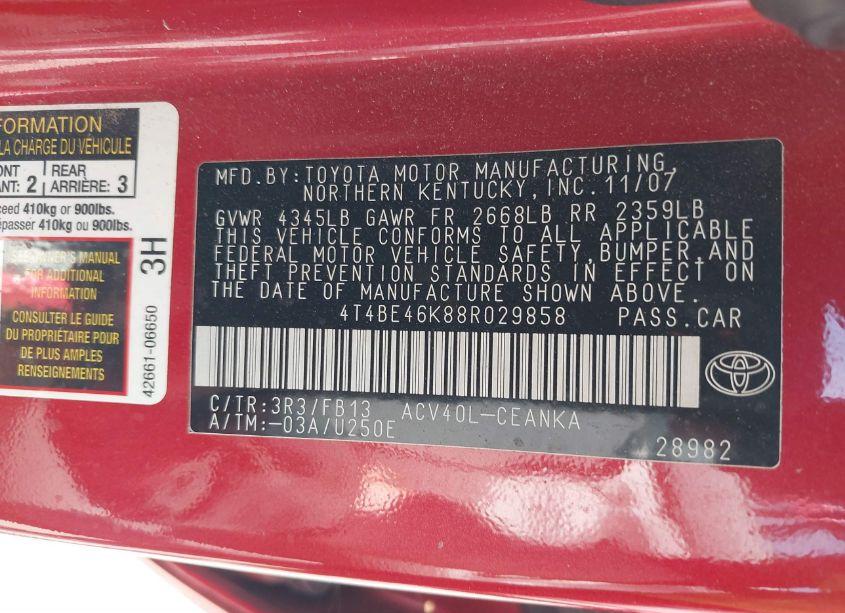 FORMATION
LA CHARGE DU VÉHICULE
2
REAR
ARRIÈRE: 3
410kg or 900lbs.
410kg ou 900lbs.
SEE OWNER'S MANUAL
FOR ADDITIONAL
INFORMATION
CONSULTER LE GUIDE
DU PROPRIÉTAIRE POUR
DE PLUS AMPLES
RENSEIGNEMENTS
3H
42661-06650
MFD.BY:TOYOTA MOTOR MANUFACTURING,
NORTHERN KENTUCKY,INC.11/07
GVWR 4345LB GAWR FR 2668LB RR 2359LB
THIS VEHICLE CONFORMS TO ALL APPLICABLE
FEDERAL MOTOR VEHICLE SAFETY,BUMPER,AND
THEFT PREVENTION STANDARDS IN EFFECT ON
THE DATE OF MANUFACTURE SHOWN ABOVE.
4T4BE46K88R029858 PASS.CAR
C/TR:3R3/FB13 ACV40L-CEANKA
A/TM:-03A/U250E
28982